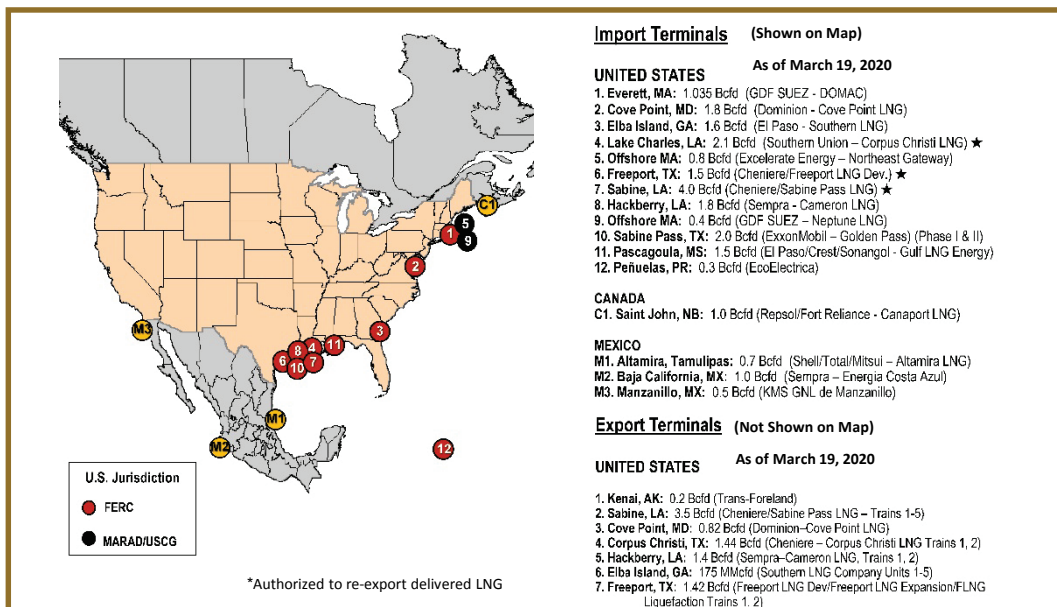 Import Terminals (Shown on Map)
As of March 19, 2020
UNITED STATES
1. Everett, MA: 1.035 Bcfd (GDF SUEZ - DOMAC)
2. Cove Point, MD: 1.8 Bcfd (Dominion - Cove Point LNG)
3. Elba Island, GA: 1.6 Bcfd (El Paso - Southern LNG)
4. Lake Charles, LA: 2.1 Bcfd (Southern Union – Corpus Christi LNG) ★
5. Offshore MA: 0.8 Bcfd (Excelerate Energy – Northeast Gateway)
6. Freeport, TX: 1.5 Bcfd (Cheniere/Freeport LNG Dev.) ★
7. Sabine, LA: 4.0 Bcfd (Cheniere/Sabine Pass LNG) ★
8. Hackberry, LA: 1.8 Bcfd (Sempra - Cameron LNG)
9. Offshore MA: 0.4 Bcfd (GDF SUEZ – Neptune LNG)
10. Sabine Pass, TX: 2.0 Bcfd (ExxonMobil – Golden Pass) (Phase I & II)
11. Pascagoula, MS: 1.5 Bcfd (El Paso/Crest/Sonangol - Gulf LNG Energy)
12. Peñuelas, PR: 0.3 Bcfd (EcoElectrica)
CANADA
C1. Saint John, NB: 1.0 Bcfd (Repsol/Fort Reliance - Canaport LNG)
MEXICO
M1. Altamira, Tamulipas: 0.7 Bcfd (Shell/Total/Mitsui – Altamira LNG)
M2. Baja California, MX: 1.0 Bcfd (Sempra – Energia Costa Azul)
M3. Manzanillo, MX: 0.5 Bcfd (KMS GNL de Manzanillo)
Export Terminals (Not Shown on Map)
As of March 19, 2020
UNITED STATES
1. Kenai, AK: 0.2 Bcfd (Trans-Foreland)
2. Sabine, LA: 3.5 Bcfd (Cheniere/Sabine Pass LNG – Trains 1-5)
3. Cove Point, MD: 0.82 Bcfd (Dominion–Cove Point LNG)
4. Corpus Christi, TX: 1.44 Bcfd (Cheniere – Corpus Christi LNG Trains 1, 2)
5. Hackberry, LA: 1.4 Bcfd (Sempra–Cameron LNG, Trains 1, 2)
6. Elba Island, GA: 175 MMcfd (Southern LNG Company Units 1-5)
7. Freeport, TX: 1.42 Bcfd (Freeport LNG Dev/Freeport LNG Expansion/FLNG
Liquefaction Trains 1, 2)
C1
5
1
9
2
M3
3
8
4
11
6
7
10
M1
M2
12
U.S. Jurisdiction
FERC
MARAD/USCG
*Authorized to re-export delivered LNG